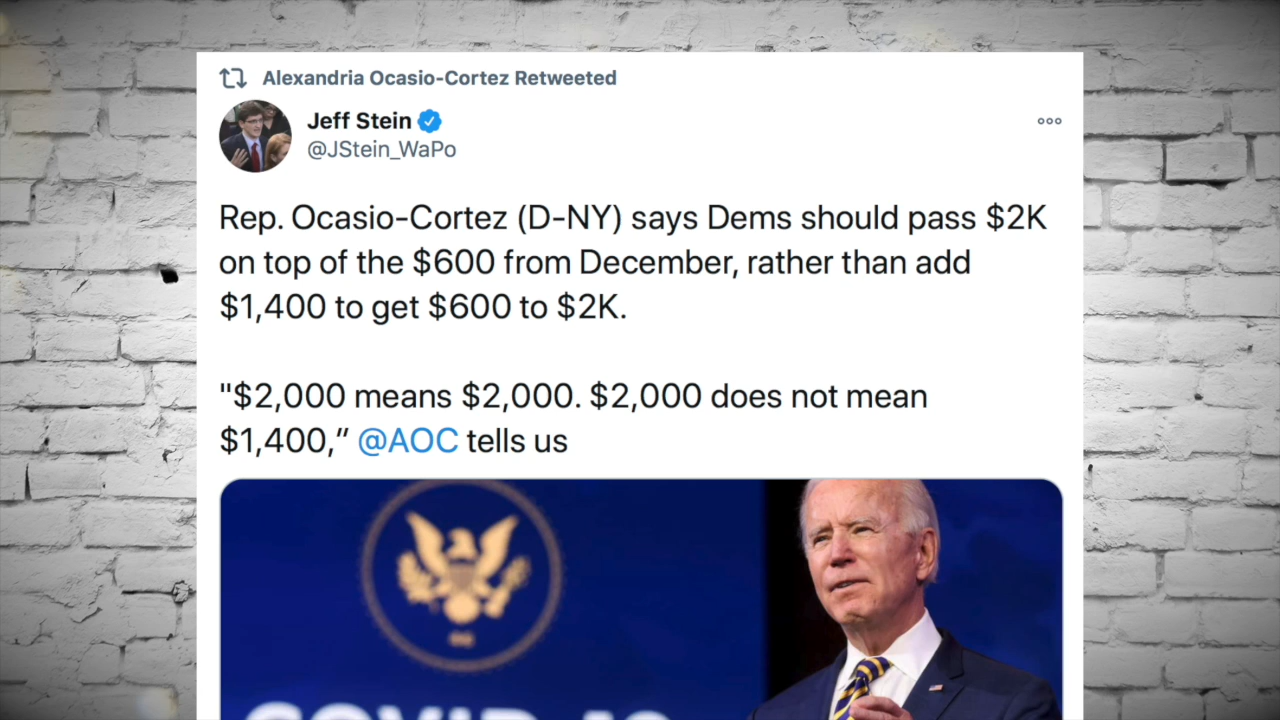 Alexandria Ocasio-Cortez Retweeted
Jeff Stein
@JStein_WaPo
Rep. Ocasio-Cortez (D-NY) says Dems should pass $2K
on top of the $600 from December, rather than add
$1,400 to get $600 to $2K.
"$2,000 means $2,000. $2,000 does not mean
$1,400,” @AOC tells us
COVID-19